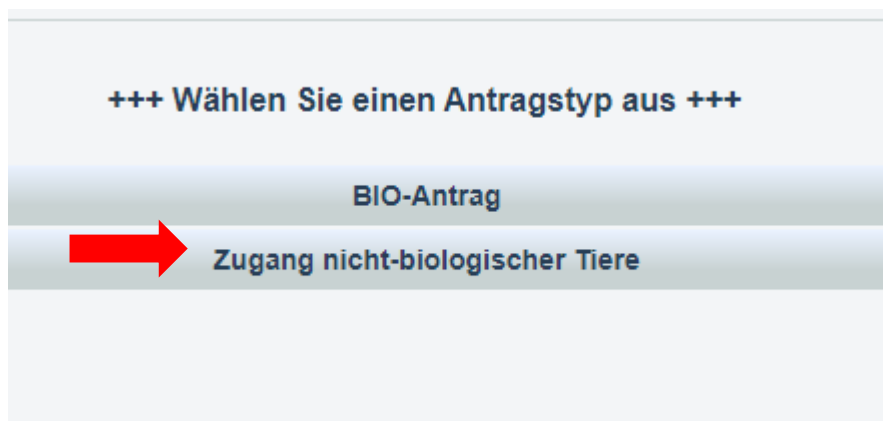 +++ Wählen Sie einen Antragstyp aus +++
BIO-Antrag
Zugang nicht-biologischer Tiere